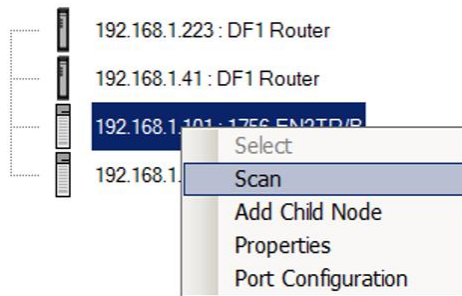 192.168.1.223 : DF1 Router
192.168.1.41 : DF1 Router
192.168.1.101 : 1756-EN2TR/B
Select
192.168.1.
Scan
Add Child Node
Properties
Port Configuration